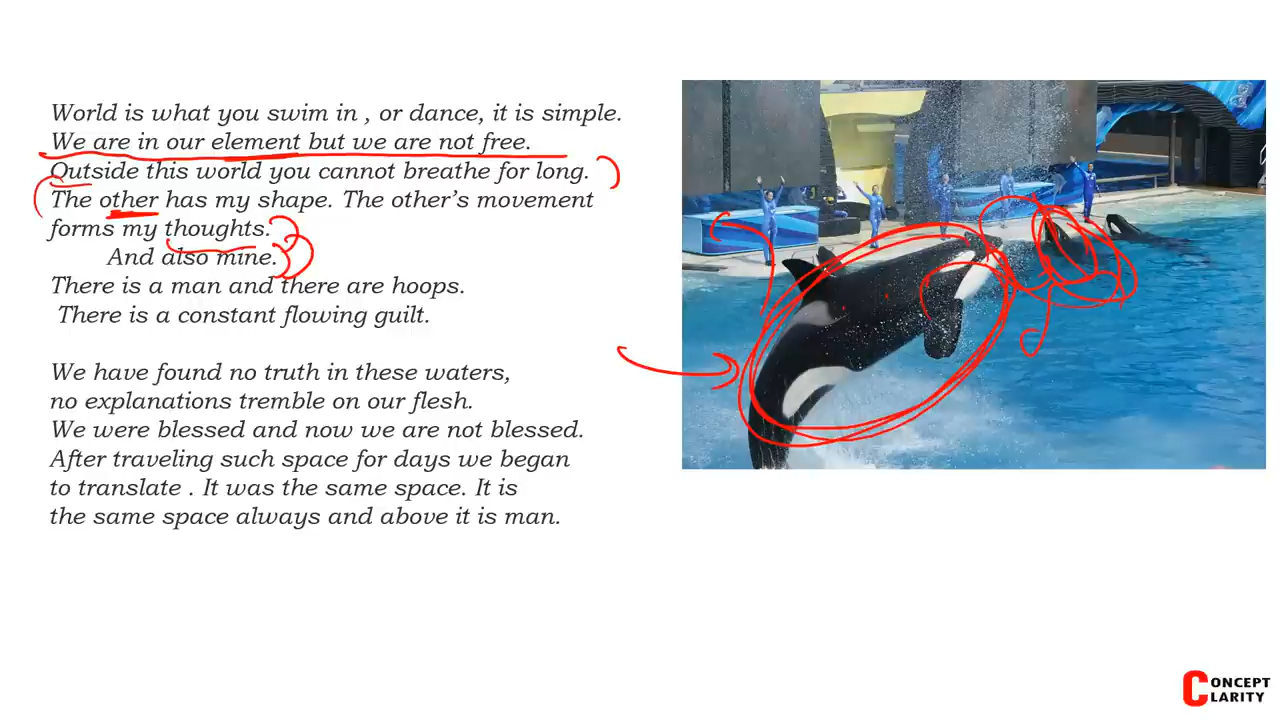 World is what you swim in , or dance, it is simple.
We are in our element but we are not free.
Outside this world you cannot breathe for long.
The other has my shape. The other's movement
forms my thoughts.
And also mine.
There is a man and there are hoops.
There is a constant flowing guilt.
We have found no truth in these waters,
no explanations tremble on our flesh.
We were blessed and now we are not blessed.
After traveling such space for days we began
to translate . It was the same space. It is
the same space always and above it is man.
CONCEPT
CLARITY